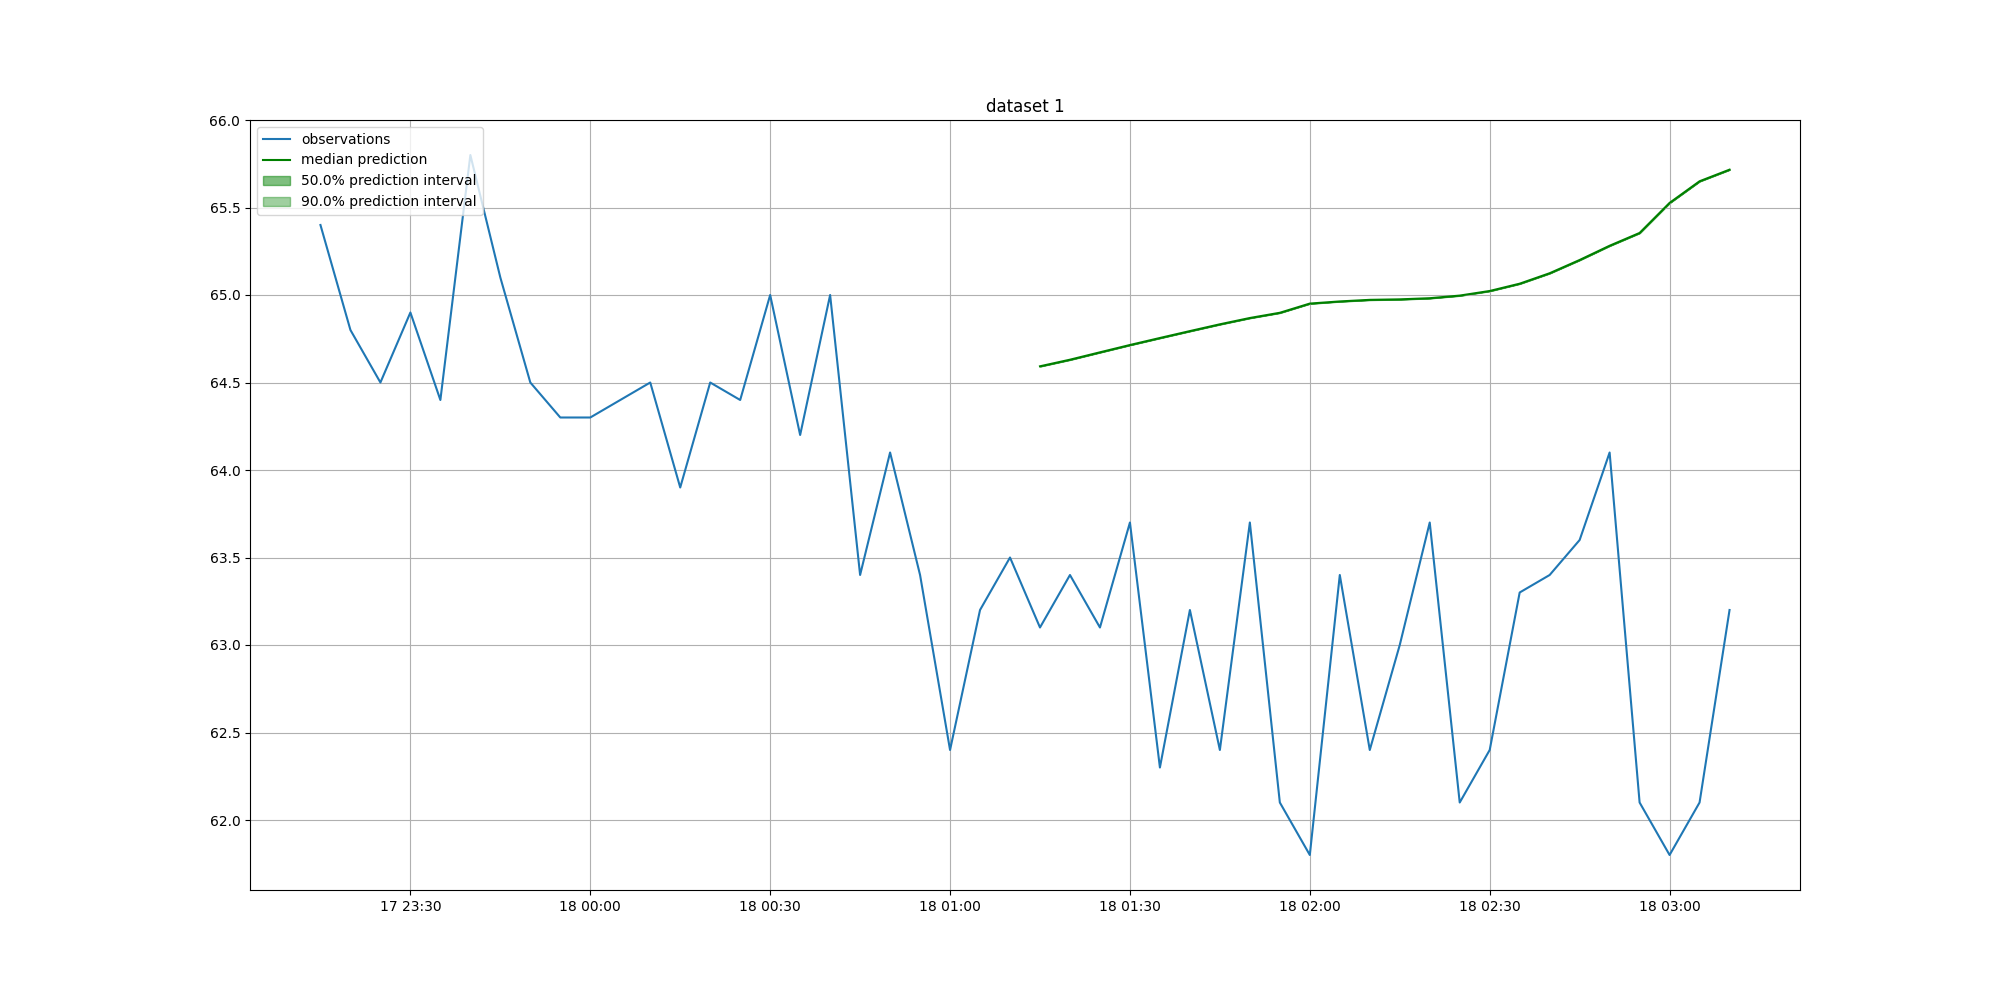 dataset 1
66.0
65.5
65.0
64.5
64.0
63.5
63.0
62.5
62.0
observations
median prediction
50.0% prediction interval
90.0% prediction interval
17 23:30 18 00:00 18 00:30 18 01:00 18 01:30 18 02:00 18 02:30 18 03:00